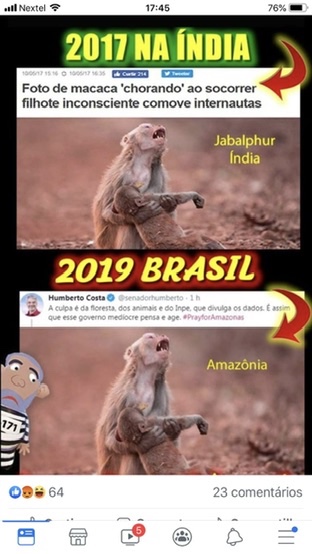 Nextel 17:45 76%
2017 NA ÍNDIA
10/05/17 15:16 10/05/17 16:35 Curtir 214 Tweeter
Foto de macaca 'chorando' ao socorrer
filhote inconsciente comove internautas
Jabalphur
Índia
2019 BRASIL
Humberto Costa @senadorhumberto · 1 h
A culpa é da floresta, dos animais e do Inpe, que divulga os dados. É assim
que esse governo medíocre pensa e age. #PrayforAmazonas
Amazônia
171
64 23 comentários
5